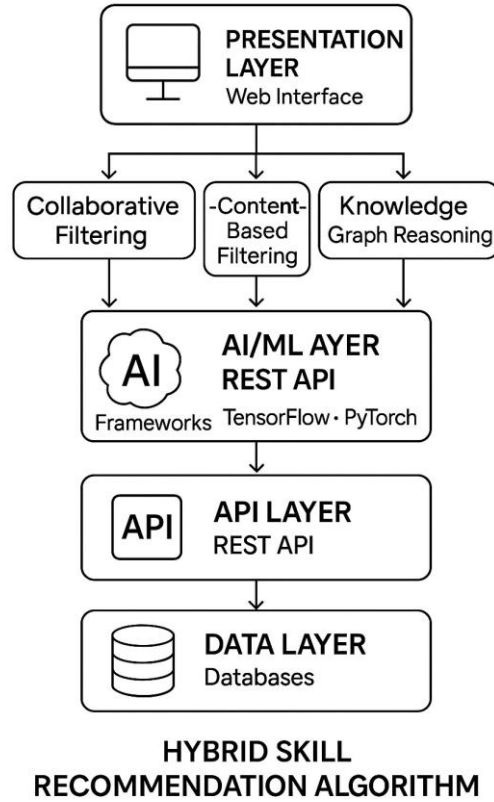 PRESENTATION
LAYER
Web Interface
Collaborative
Filtering
-Content-
Based
Filtering
Knowledge
Graph Reasoning
AI
Frameworks
AI/ML AYER
REST API
TensorFlow · PyTorch
API
API LAYER
REST API
DATA LAYER
Databases
HYBRID SKILL
RECOMMENDATION ALGORITHM